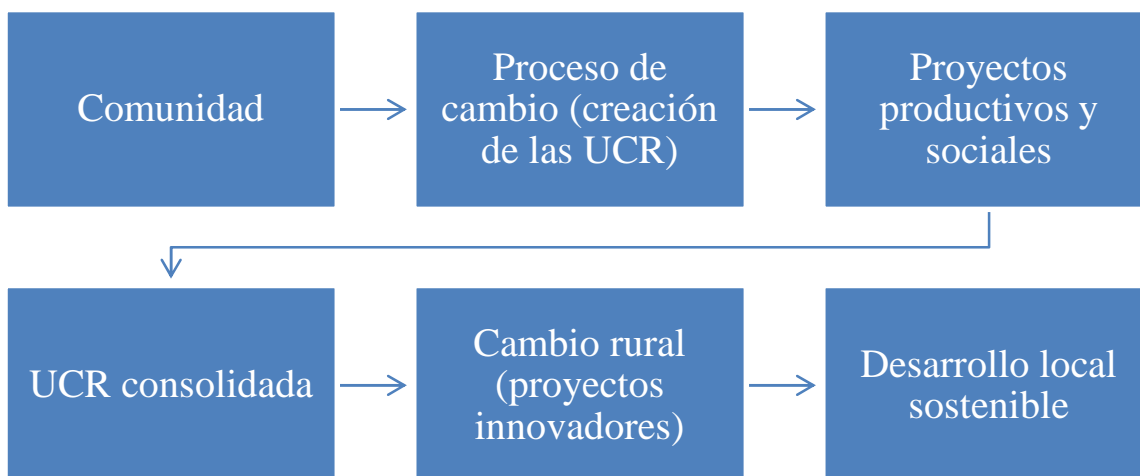 Comunidad
Proceso de
cambio (creación
de las UCR)
Proyectos
productivos y
sociales
UCR consolidada
Cambio rural
(proyectos
innovadores)
Desarrollo local
sostenible